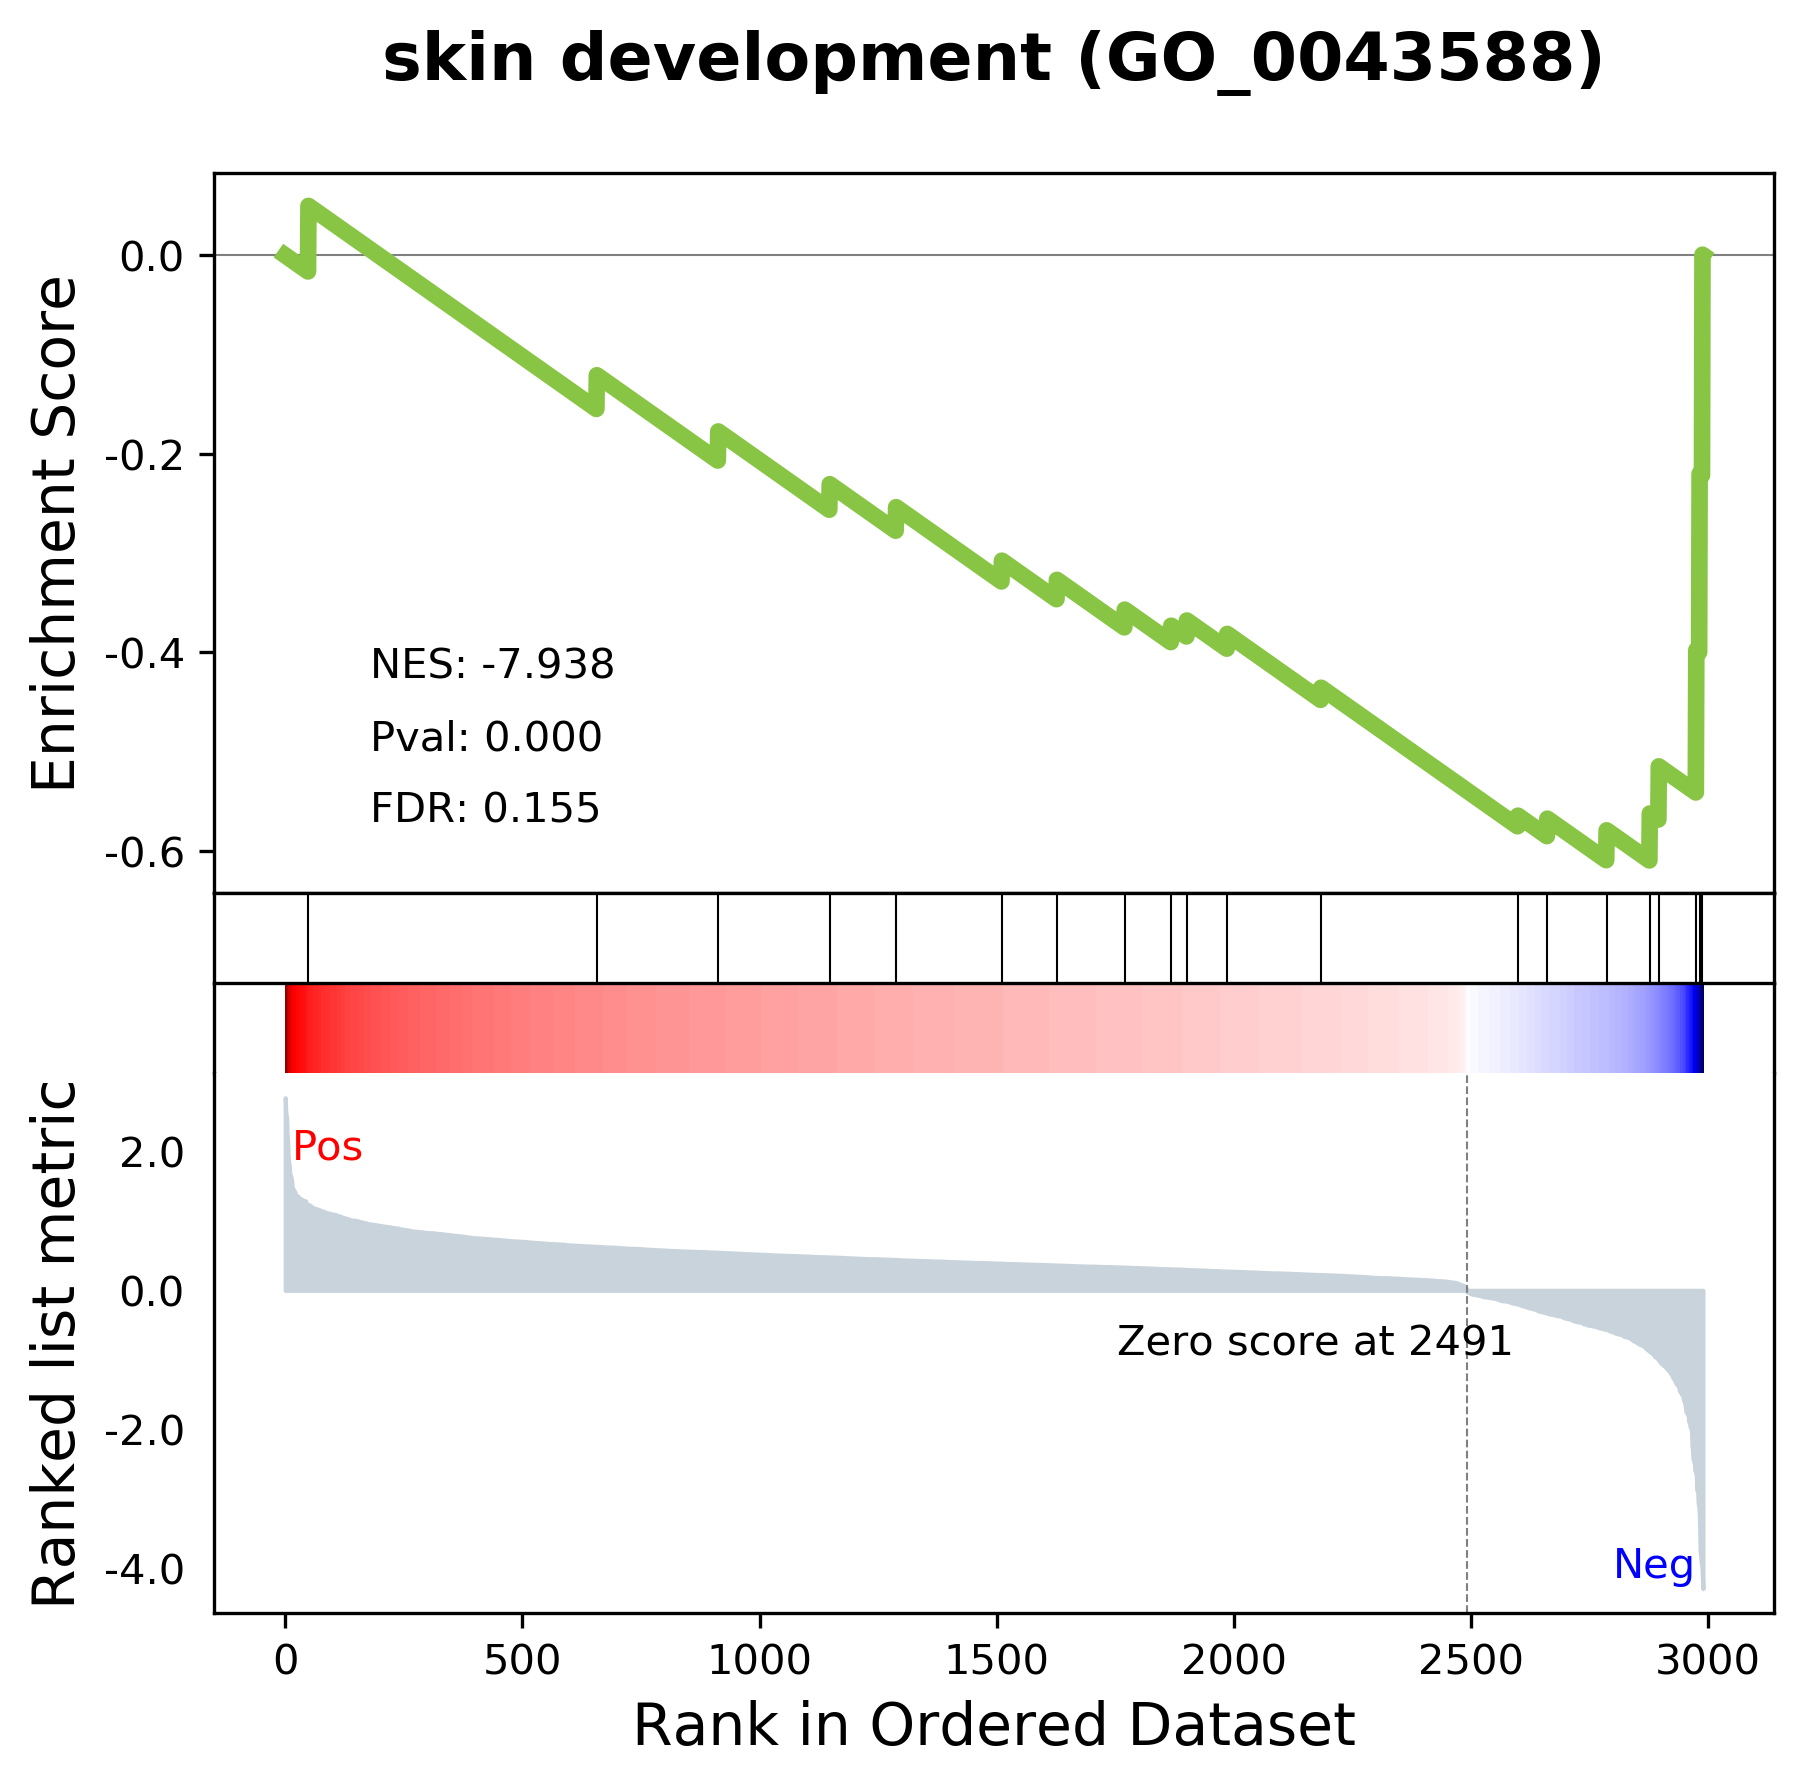 skin development (GO_0043588)
Enrichment Score
0.0
-0.2
-0.4
-0.6
NES: -7.938
Pval: 0.000
FDR: 0.155
Ranked list metric
2.0
0.0
-2.0
-4.0
Pos
Zero score at 2491
Neg
0 500 1000 1500 2000 2500 3000
Rank in Ordered Dataset